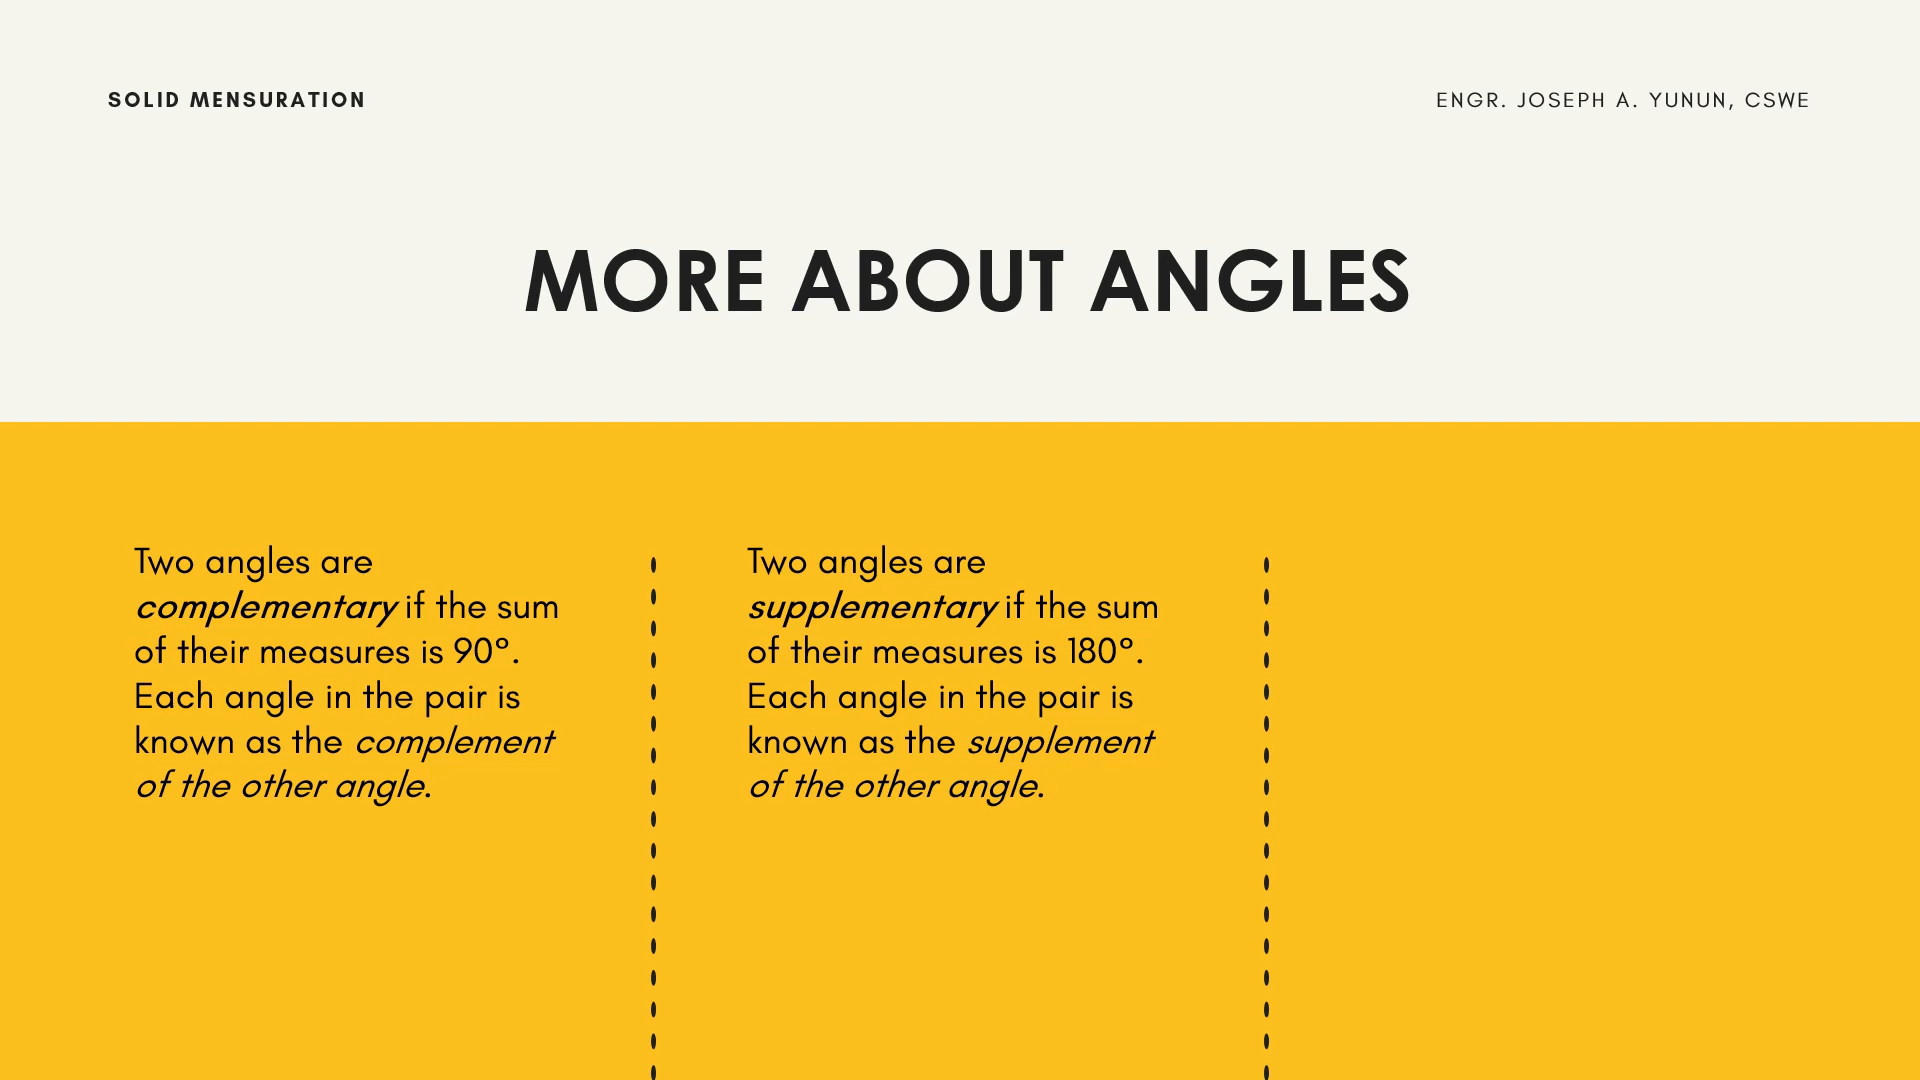 SOLID MENSURATION
ENGR. JOSEPH A. YUNUN, CSWE
MORE ABOUT ANGLES
Two angles are
complementary if the sum
of their measures is 90°.
Each angle in the pair is
known as the complement
of the other angle.
Two angles are
supplementary if the sum
of their measures is 180°.
Each angle in the pair is
known as the supplement
of the other angle.